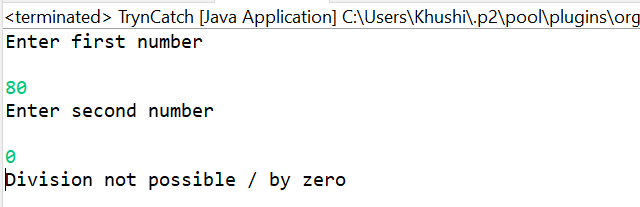 <terminated> TrynCatch [Java Application] C:\Users\Khushi\.p2\pool\plugins\org
Enter first number
80
Enter second number
0
Division not possible / by zero